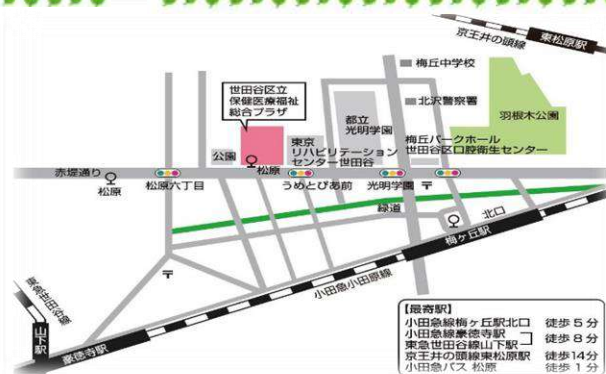 東松原駅
京王井の頭線
梅丘中学校
世田谷区立
保健医療福祉
総合プラザ
北沢警察署
羽根木公園
都立
光明学園
公園
松原
東京
リハビリテーション
センター世田谷
梅丘パークホール
世田谷区口腔衛生センター
赤堤通り
松原
松原六丁目
うめとぴあ前
光明学園
〒
緑道
北口
梅ヶ丘駅
〒
小田急小田原線
東急世田谷線
山下駅
豪徳寺駅
【最寄駅】
小田急線梅ヶ丘駅北口 徒歩5分
小田急線豪徳寺駅
東急世田谷線山下駅 徒歩8分
京王井の頭線東松原駅 徒歩14分
小田急バス 松原 徒歩1分